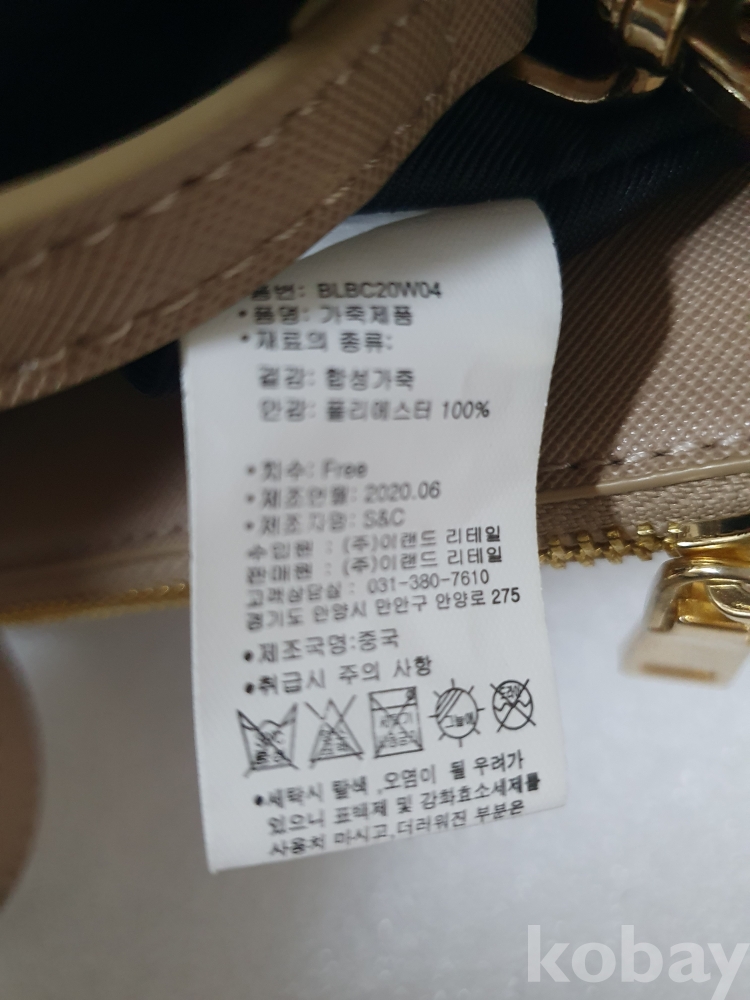 품번: BLBC20W04
•품명: 가죽제품
•재료의 종류:
겉감: 합성가죽
안감: 폴리에스터 100%
•치수: Free
•제조연월: 2020.06
•제조자명: S&C
수입원 : (주)이랜드 리테일
판매원 : (주)이랜드 리테일
고객상담실 : 031-380-7610
경기도 안양시 만안구 안양로 275
•제조국명:중국
•취급시 주의 사항
그늘에
드라이
•세탁시 탈색 ,오염이 될 우려가
있으니 표백제 및 강화효소세제를
사용치 마시고,더러워진 부분은
kobay